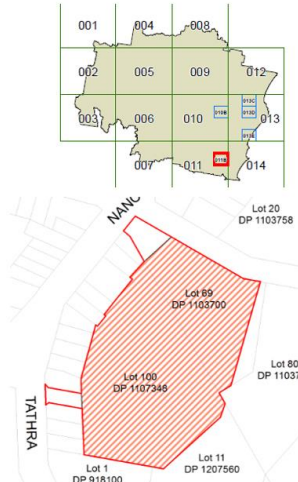 001 004 008
002 005 009 012
013C
010B 013D
003 006 010 013
013E
011B
007 011 014
NANG
Lot 20
DP 1103758
Lot 69
DP 1103700
Lot 80
DP 11037
Lot 100
DP 1107348
TATHRA
Lot 11
DP 1207560
Lot 1
DP 918100